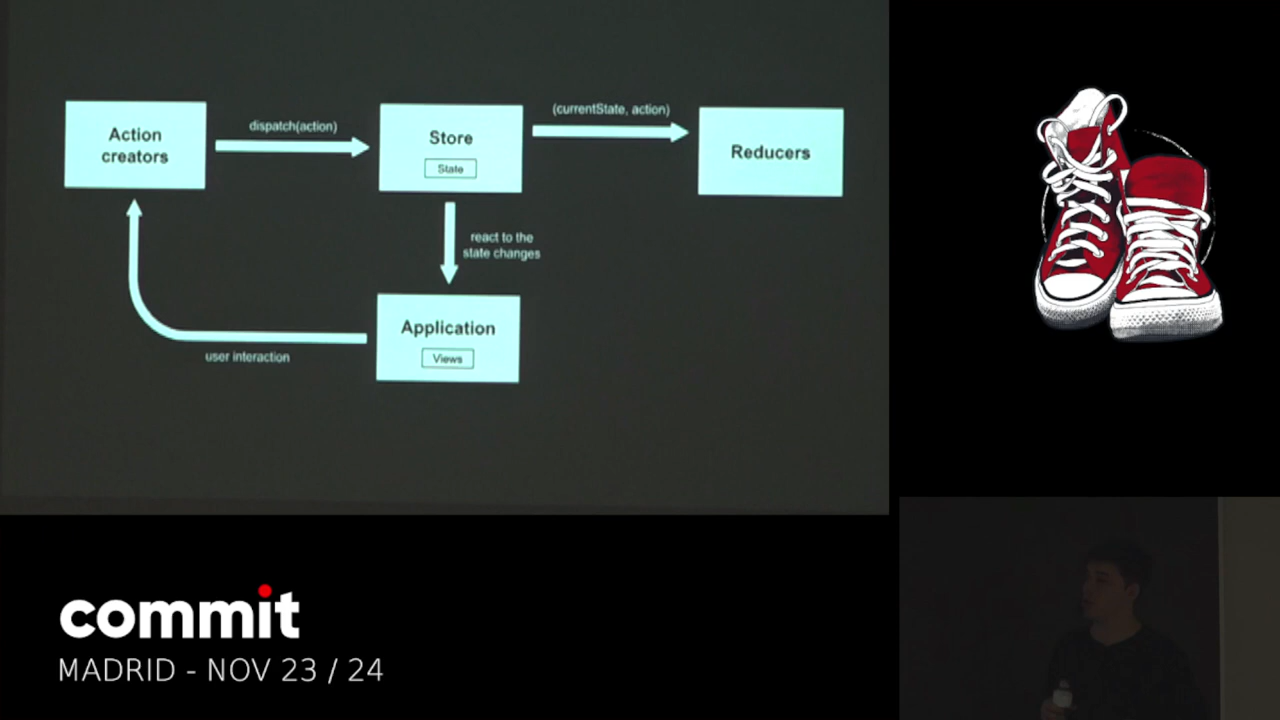 Action
creators
dispatch(action)
Store
State
(currentState, action)
Reducers
react to the
state changes
Application
Views
user interaction
commit
MADRID - NOV 23 / 24